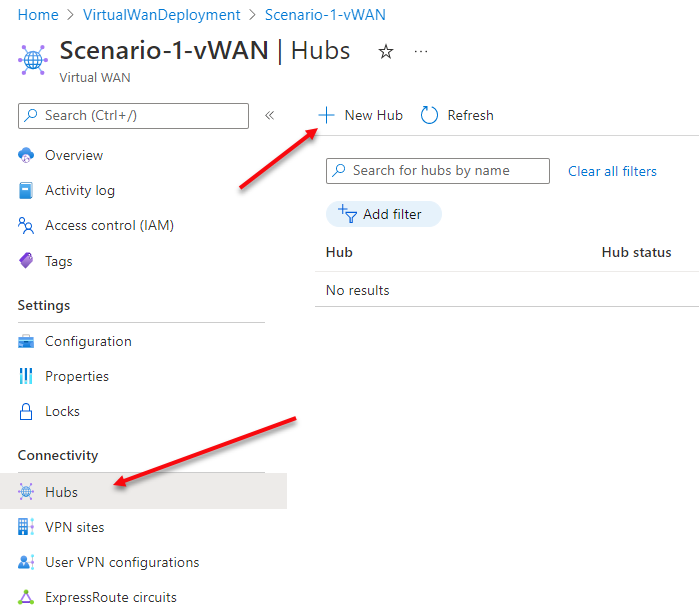 Home > VirtualWanDeployment > Scenario-1-vWAN
Scenario-1-vWAN | Hubs ☆ ...
Virtual WAN
Search (Ctrl+/) «
+ New Hub Refresh
Overview
Activity log
Access control (IAM)
Tags
Settings
Configuration
Properties
Locks
Connectivity
Hubs
VPN sites
User VPN configurations
ExpressRoute circuits
Search for hubs by name Clear all filters
Add filter
Hub Hub status
No results